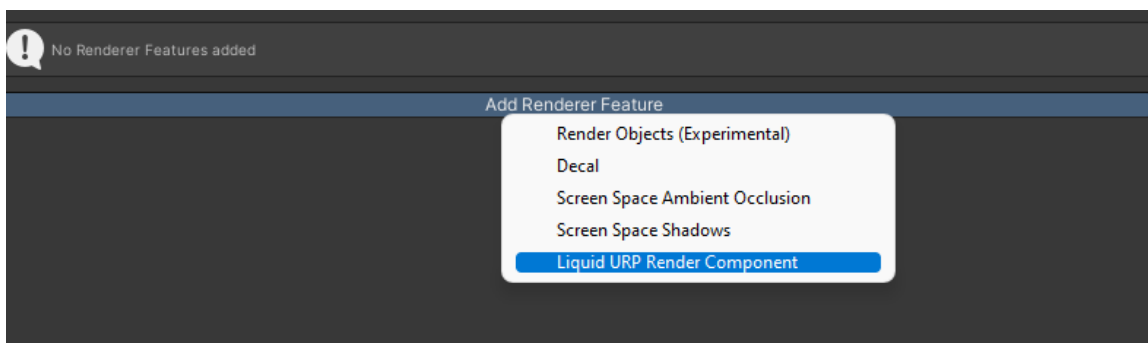 No Renderer Features added
Add Renderer Feature
Render Objects (Experimental)
Decal
Screen Space Ambient Occlusion
Screen Space Shadows
Liquid URP Render Component